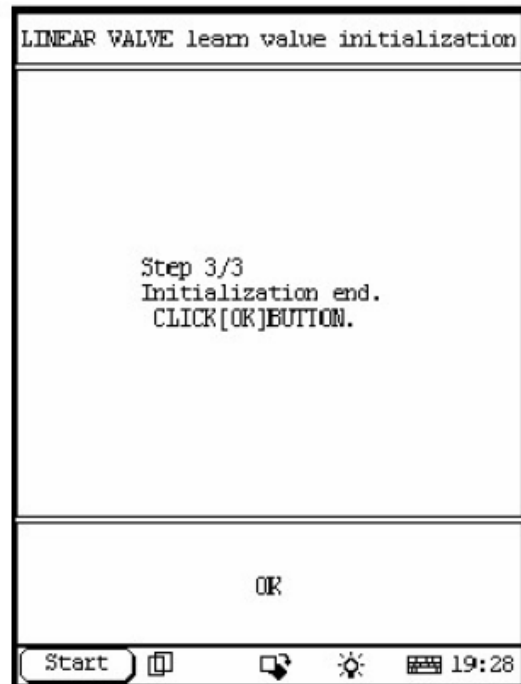 LINEAR VALVE learn value initialization
Step 3/3
Initialization end.
CLICK[OK]BUTTON.
OK
Start 19:28